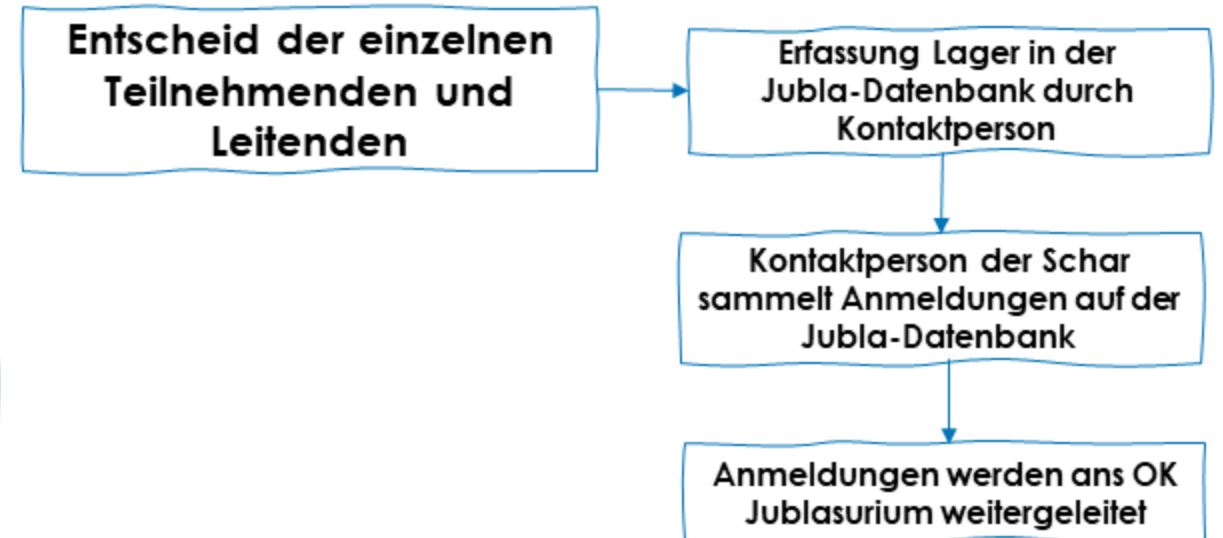 Entscheid der einzelnen
Teilnehmenden und
Leitenden
Erfassung Lager in der
Jubla-Datenbank durch
Kontaktperson
Kontaktperson der Schar
sammelt Anmeldungen auf der
Jubla-Datenbank
Anmeldungen werden ans OK
Jublasurium weitergeleitet